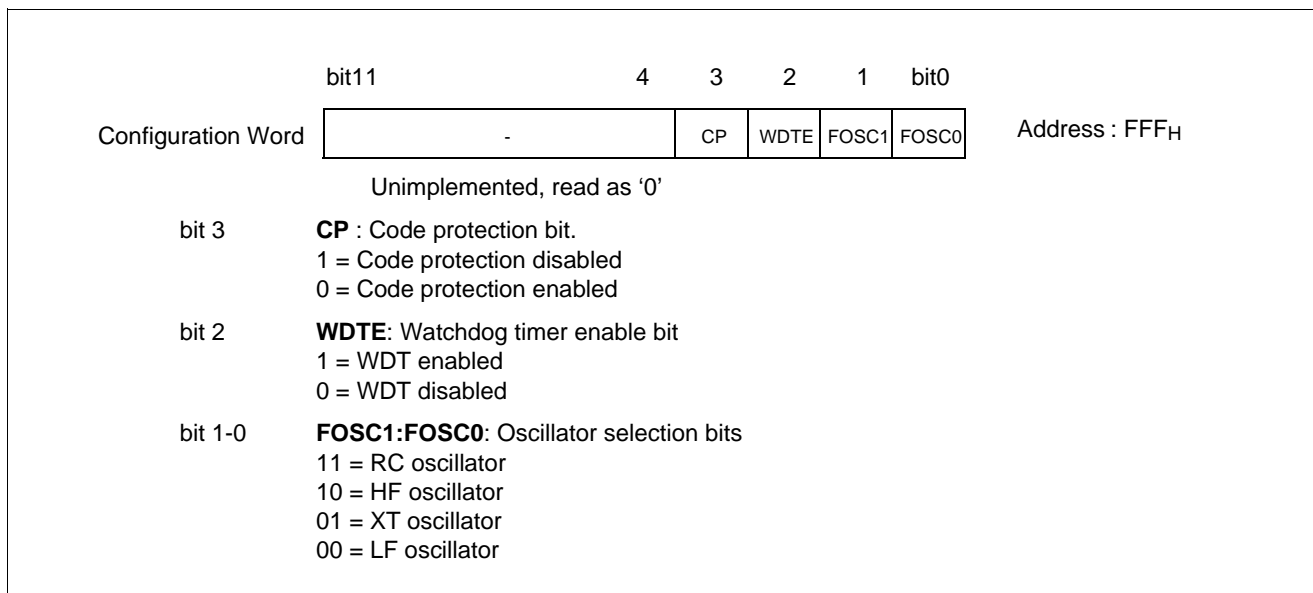 bit11 4 3 2 1 bit0
Configuration Word - CP WDTE FOSC1 FOSC0 Address : FFFH
Unimplemented, read as ‘0’
bit 3 CP : Code protection bit.
1 = Code protection disabled
0 = Code protection enabled
bit 2 WDTE: Watchdog timer enable bit
1 = WDT enabled
0 = WDT disabled
bit 1-0 FOSC1:FOSC0: Oscillator selection bits
11 = RC oscillator
10 = HF oscillator
01 = XT oscillator
00 = LF oscillator